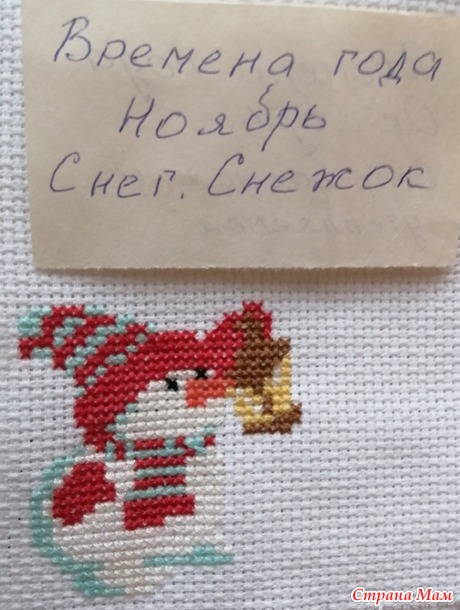 Времена года
Ноябрь
Снег. Снежок
Страна Мам